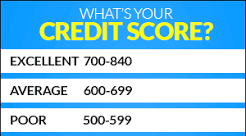 WHAT'S YOUR
CREDIT SCORE?
EXCELLENT 700-840
AVERAGE 600-699
POOR 500-599